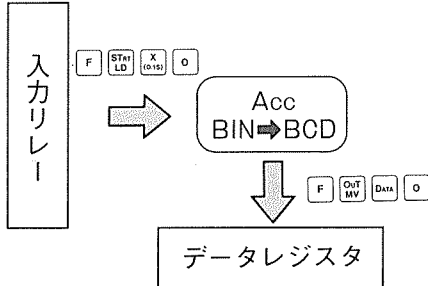 入力リレー
F STRT LD X (0.15) 0
Acc
BIN➡BCD
F OUT MV DATA 0
データレジスタ